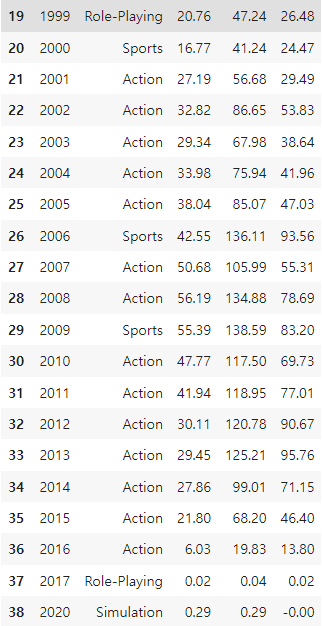 19 1999 Role-Playing 20.76 47.24 26.48
20 2000 Sports 16.77 41.24 24.47
21 2001 Action 27.19 56.68 29.49
22 2002 Action 32.82 86.65 53.83
23 2003 Action 29.34 67.98 38.64
24 2004 Action 33.98 75.94 41.96
25 2005 Action 38.04 85.07 47.03
26 2006 Sports 42.55 136.11 93.56
27 2007 Action 50.68 105.99 55.31
28 2008 Action 56.19 134.88 78.69
29 2009 Sports 55.39 138.59 83.20
30 2010 Action 47.77 117.50 69.73
31 2011 Action 41.94 118.95 77.01
32 2012 Action 30.11 120.78 90.67
33 2013 Action 29.45 125.21 95.76
34 2014 Action 27.86 99.01 71.15
35 2015 Action 21.80 68.20 46.40
36 2016 Action 6.03 19.83 13.80
37 2017 Role-Playing 0.02 0.04 0.02
38 2020 Simulation 0.29 0.29 -0.00